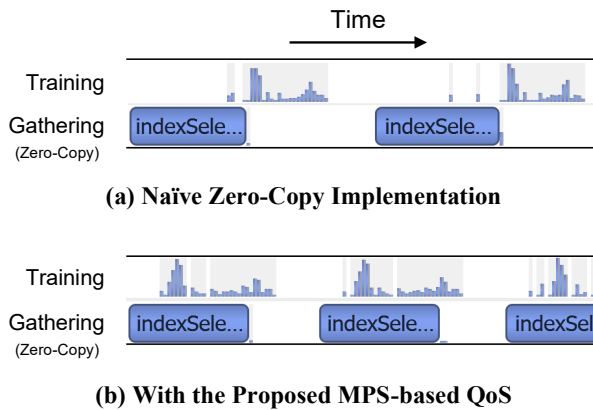 Time
Training
Gathering
(Zero-Copy)
indexSele... indexSele...
(a) Naïve Zero-Copy Implementation
Training
Gathering
(Zero-Copy)
indexSele... indexSele... indexSel
(b) With the Proposed MPS-based QoS